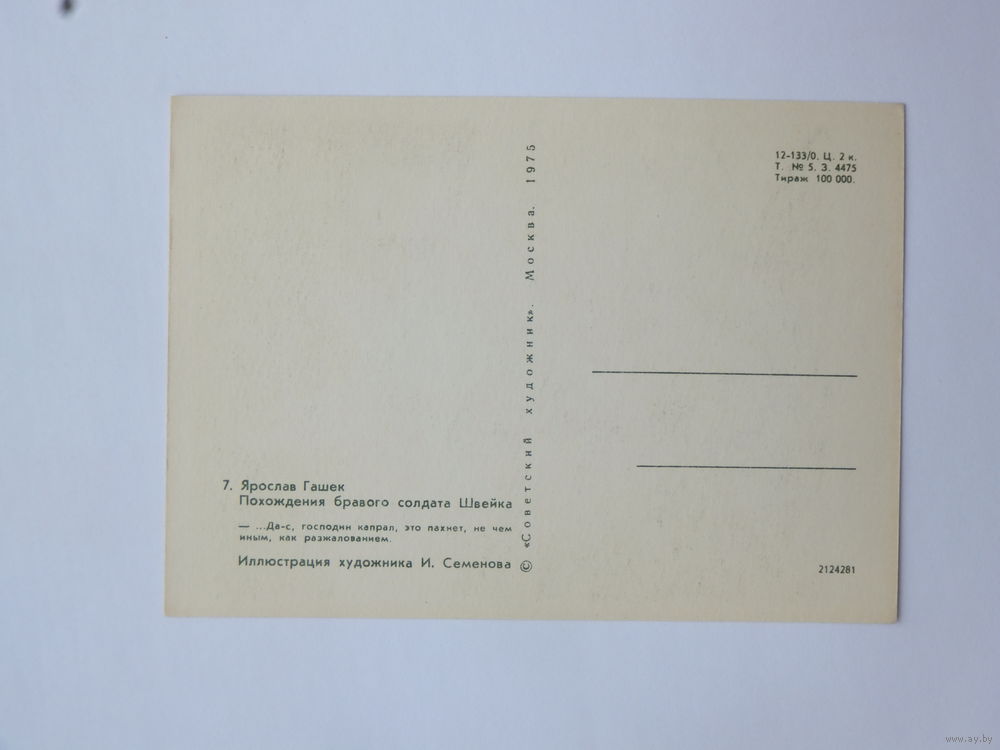 7. Ярослав Гашек
Похождения бравого солдата Швейка
— ...Да-с, господин капрал, это пахнет, не чем
иным, как разжалованием.
Иллюстрация художника И. Семенова
© «Советский художник». Москва. 1975
12-133/0. Ц. 2 к.
Т. № 5. З. 4475
Тираж 100 000.
2124281
www.ay.by